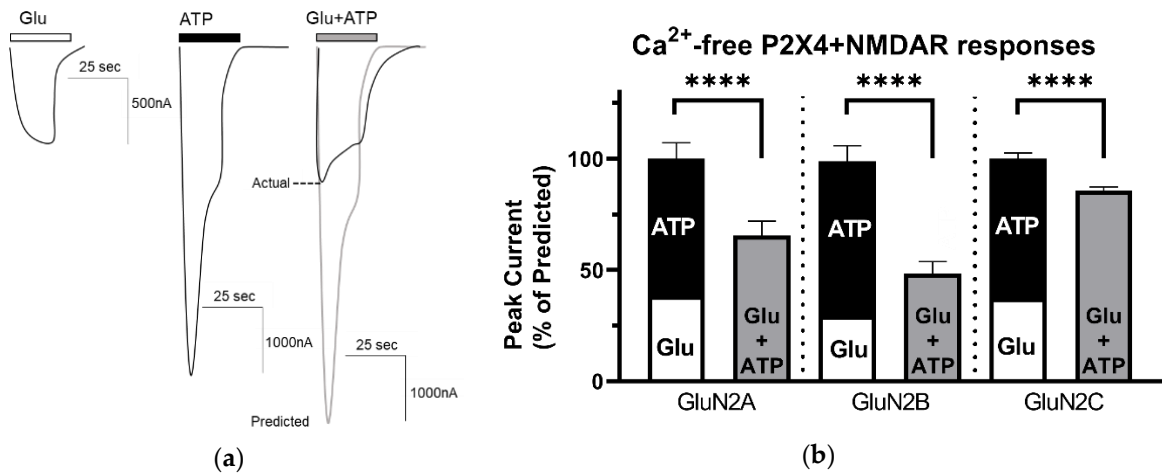 Glu
ATP
Glu+ATP
25 sec
500nA
Actual
25 sec
1000nA
25 sec
1000nA
Predicted
(a)
Ca²⁺-free P2X4+NMDAR responses
**** **** ****
Peak Current
(% of Predicted)
100
50
0
ATP
Glu
Glu
+
ATP
ATP
Glu
Glu
+
ATP
ATP
Glu
Glu
+
ATP
GluN2A
GluN2B
GluN2C
(b)